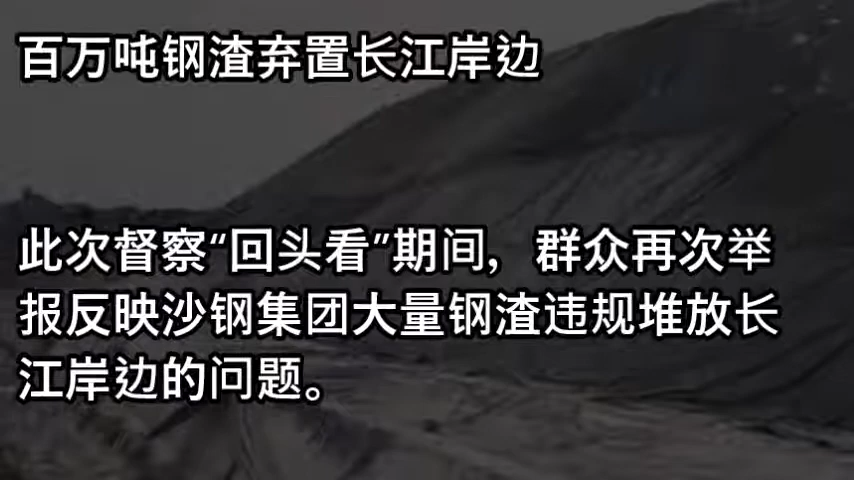 百万吨钢渣弃置长江岸边
此次督察“回头看”期间，群众再次举
报反映沙钢集团大量钢渣违规堆放长
江岸边的问题。